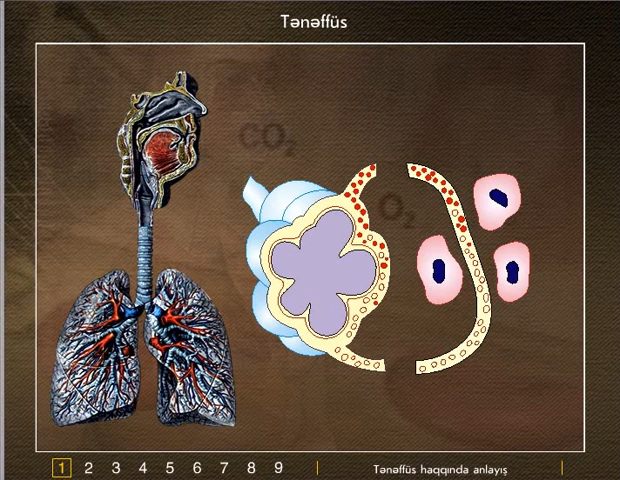 Tənəffüs
CO₂
O₂
1 2 3 4 5 6 7 8 9
Tənəffüs haqqında anlayış